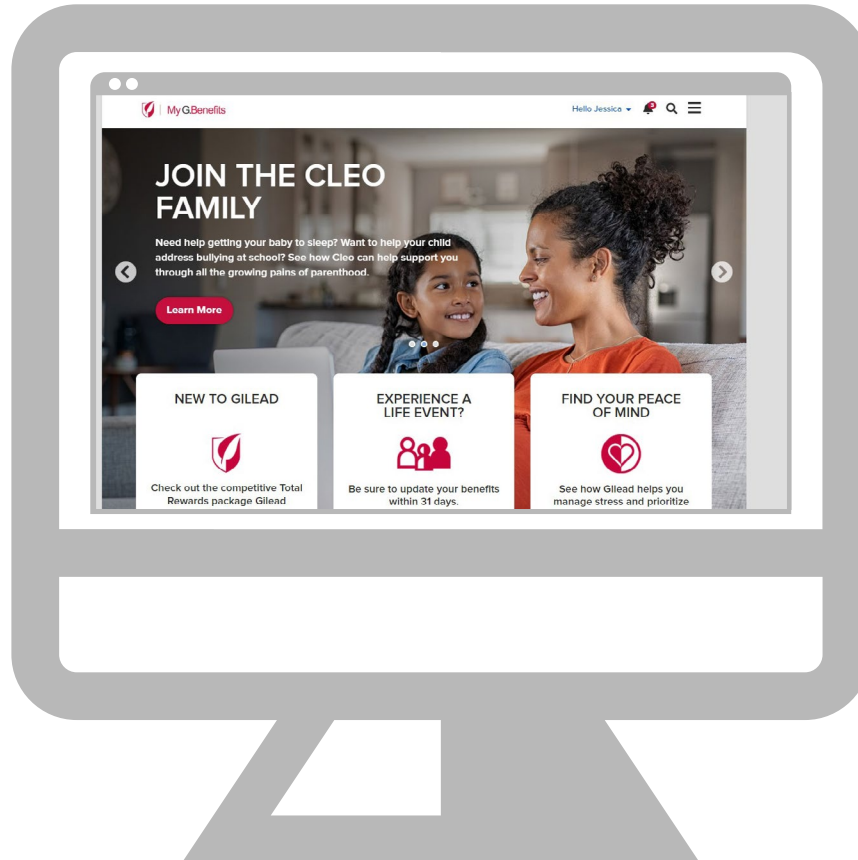 My G.Benefits
Hello Jessica
JOIN THE CLEO
FAMILY
Need help getting your baby to sleep? Want to help your child
address bullying at school? See how Cleo can help support you
through all the growing pains of parenthood.
Learn More
NEW TO GILEAD
Check out the competitive Total
Rewards package Gilead
EXPERIENCE A
LIFE EVENT?
Be sure to update your benefits
within 31 days.
FIND YOUR PEACE
OF MIND
See how Gilead helps you
manage stress and prioritize